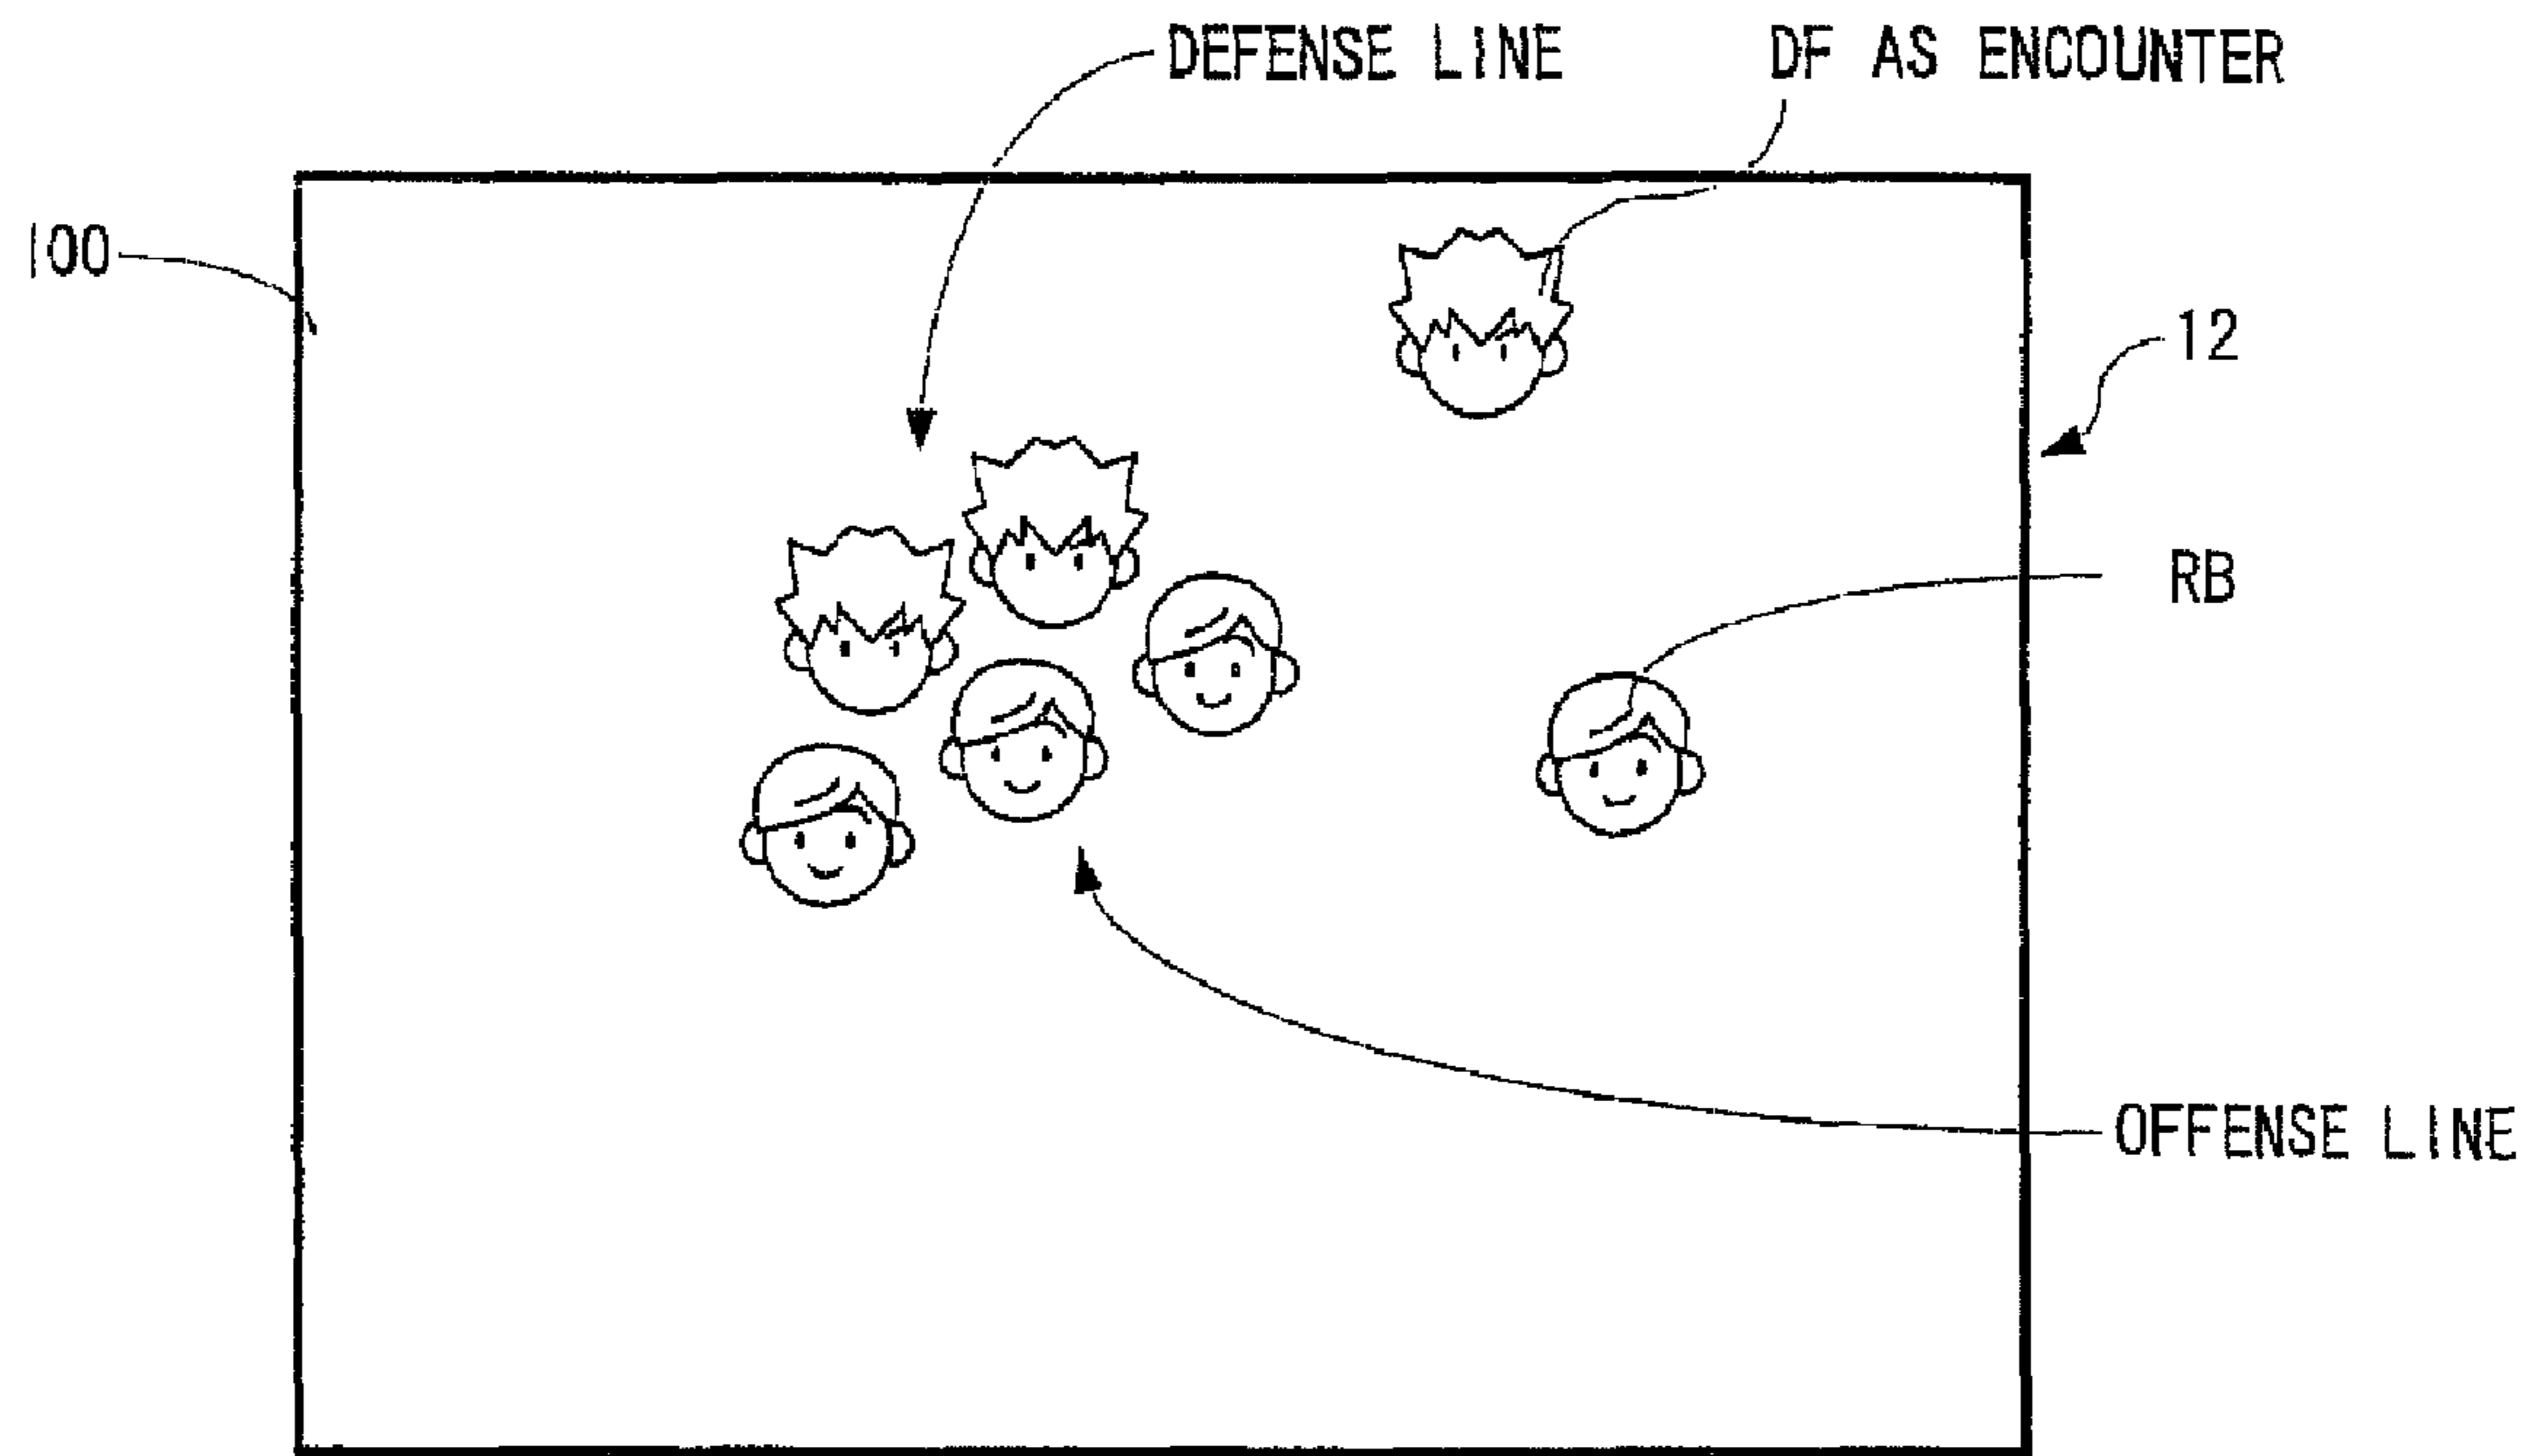 DEFENSE LINE
DF AS ENCOUNTER
100
12
RB
OFFENSE LINE